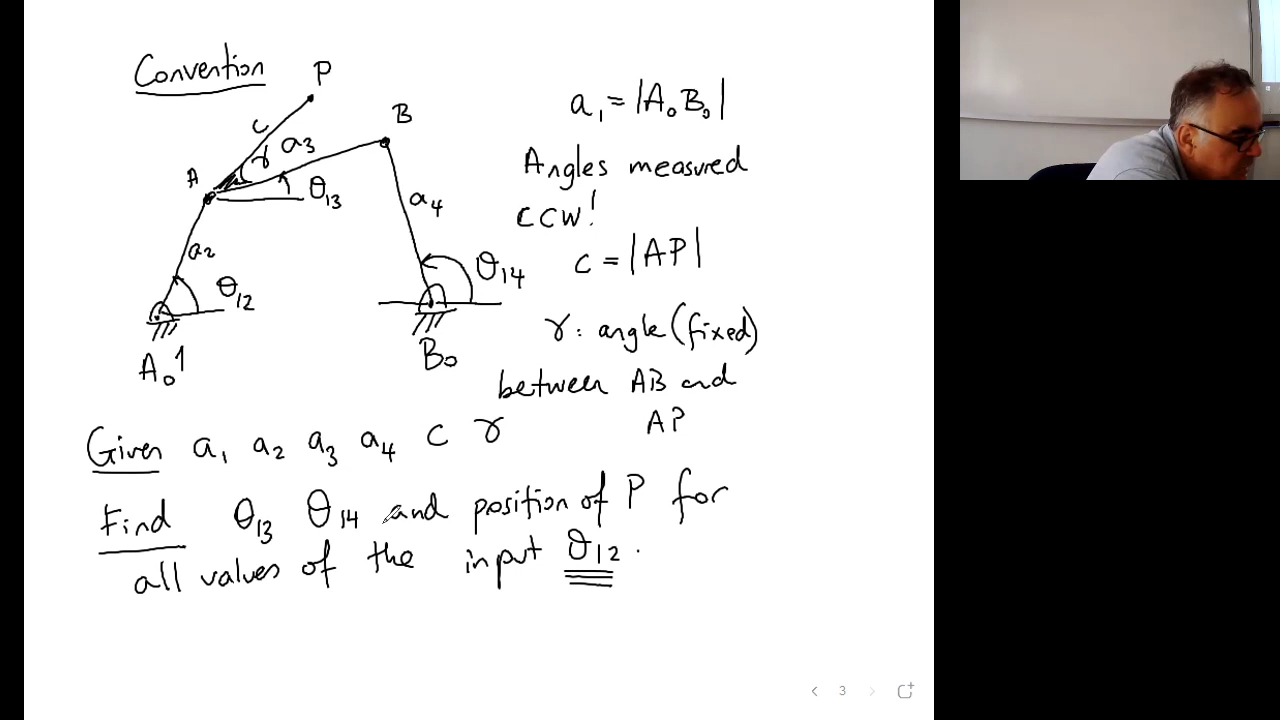 Convention
P
c
γ
a3
B
A
θ13
a4
a2
θ12
θ14
A0
1
B0
a1 = |A0 B0|
Angles measured
CCW!
c = |AP|
γ: angle (fixed)
between AB and
AP
Given a1 a2 a3 a4 c γ
Find θ13 θ14 and position of P for
all values of the input θ12.
3